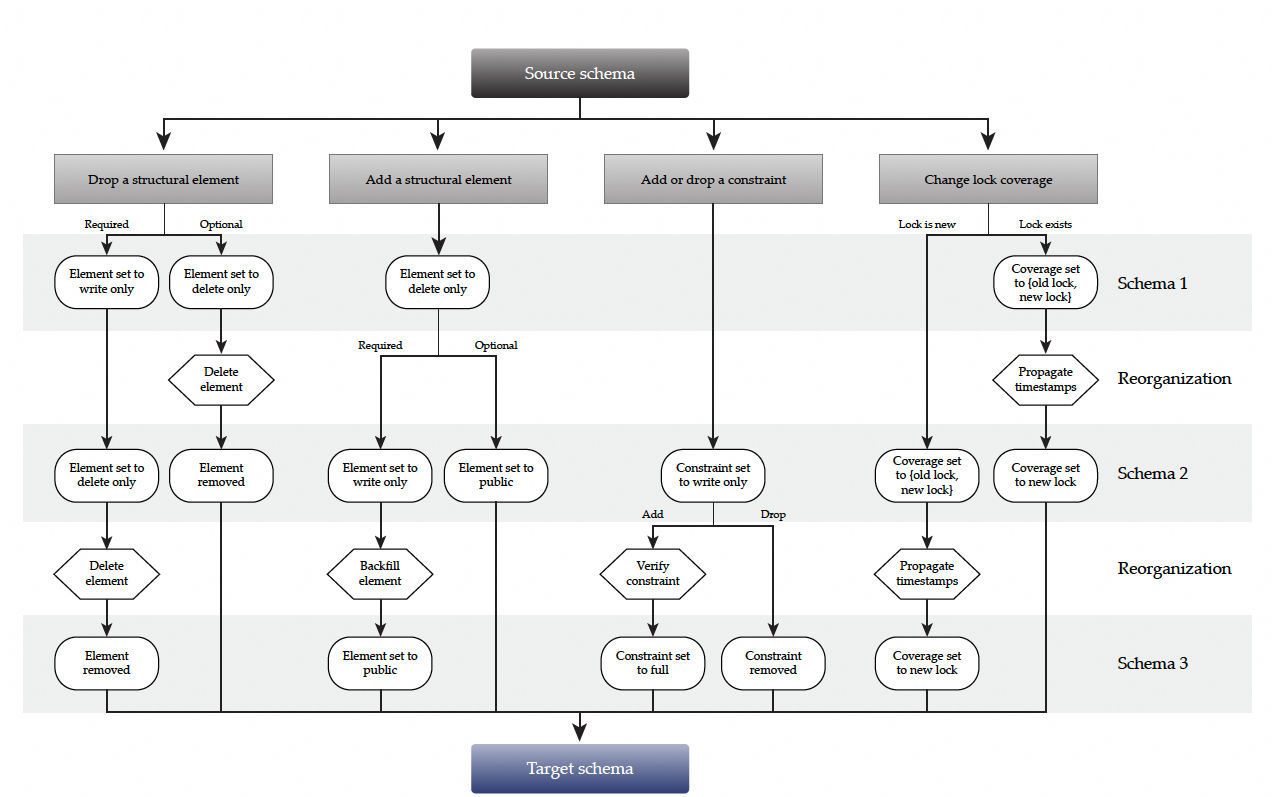 Source schema
Drop a structural element
Add a structural element
Add or drop a constraint
Change lock coverage
Required
Optional
Lock is new
Lock exists
Element set to
write only
Element set to
delete only
Element set to
delete only
Coverage set
to {old lock,
new lock}
Schema 1
Required
Optional
Delete
element
Propagate
timestamps
Reorganization
Element set to
delete only
Element
removed
Element set to
write only
Element set to
public
Constraint set
to write only
Coverage set
to {old lock,
new lock}
Coverage set
to new lock
Schema 2
Add
Drop
Delete
element
Backfill
element
Verify
constraint
Propagate
timestamps
Reorganization
Element
removed
Element set to
public
Constraint set
to full
Constraint
removed
Coverage set
to new lock
Schema 3
Target schema